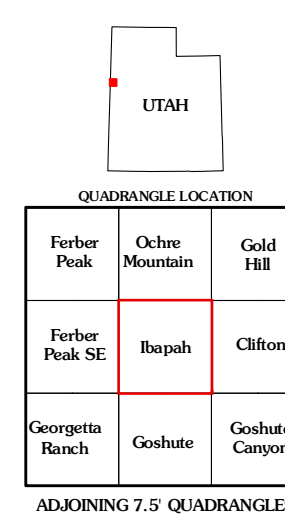 UTAH
QUADRANGLE LOCATION
Ferber Peak
Ochre Mountain
Gold Hill
Ferber Peak SE
Ibapah
Clifton
Georgetta Ranch
Goshute
Goshute Canyon
ADJOINING 7.5' QUADRANGLES